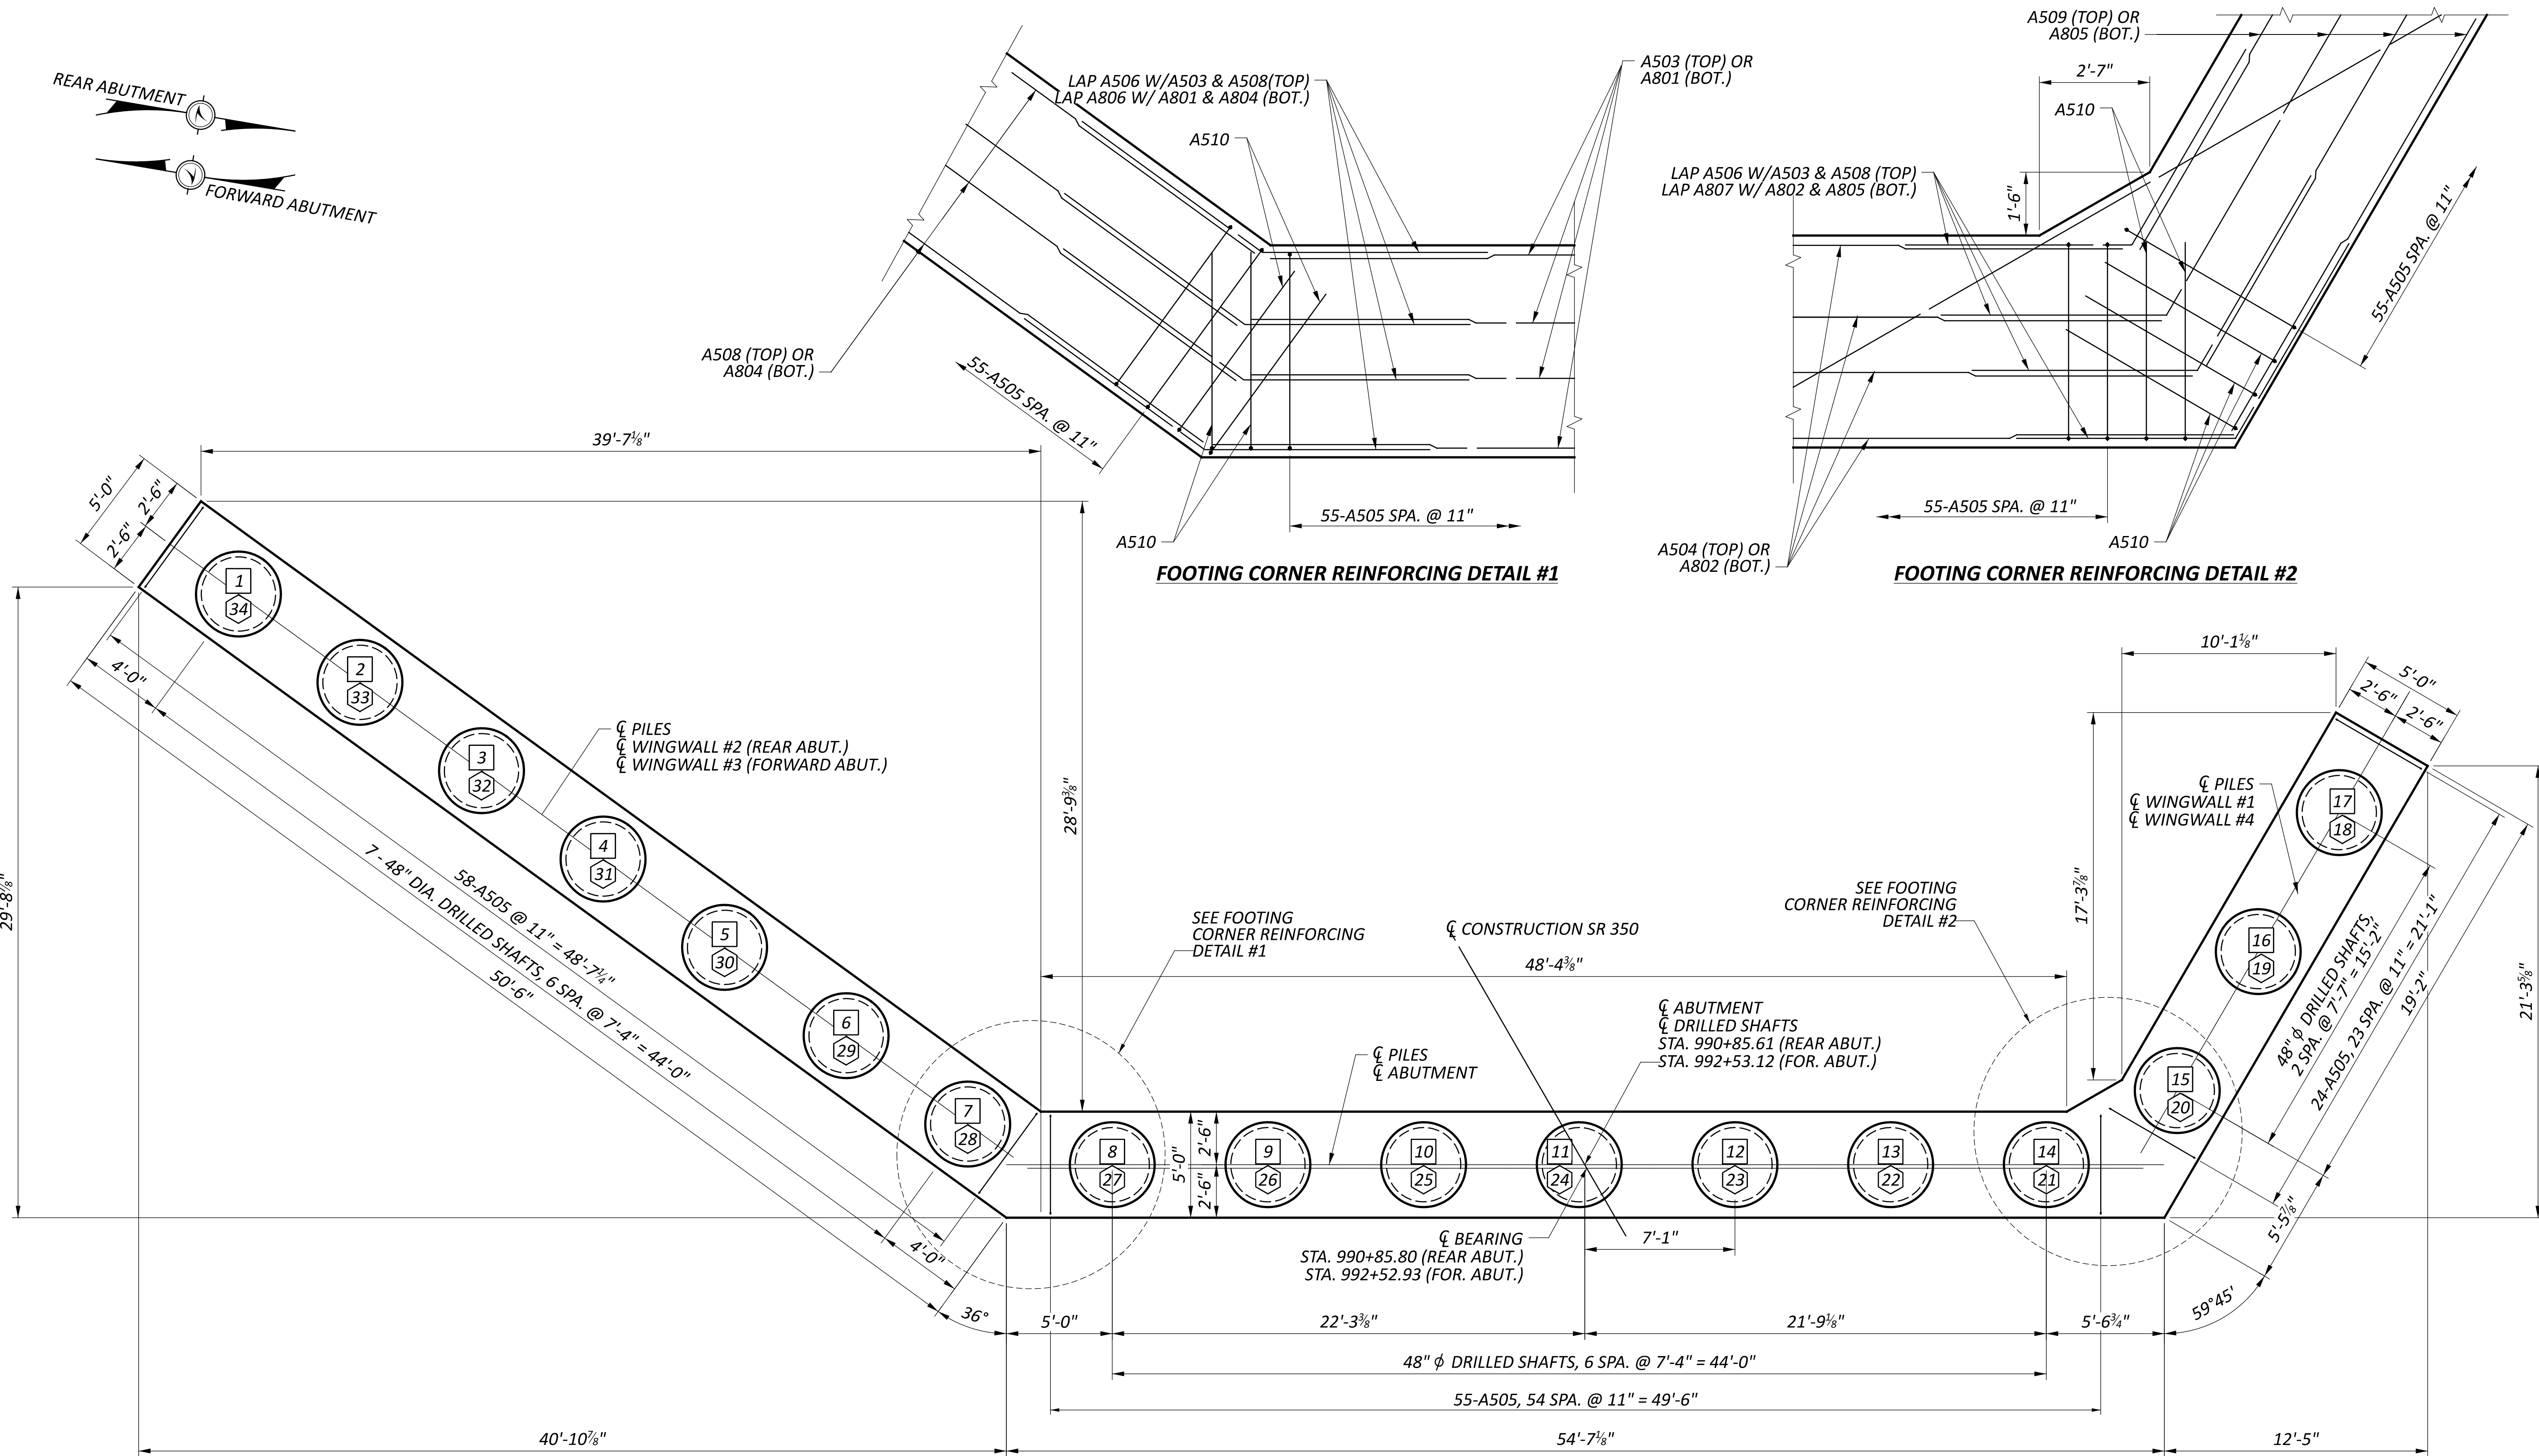 REAR ABUTMENT
FORWARD ABUTMENT
LAP A506 W/A503 & A508(TOP)
LAP A806 W/ A801 & A804 (BOT.)
A503 (TOP) OR
A801 (BOT.)
A510
A508 (TOP) OR
A804 (BOT.)
55-A505 SPA. @ 11"
55-A505 SPA. @ 11"
A510
FOOTING CORNER REINFORCING DETAIL #1
A509 (TOP) OR
A805 (BOT.)
2'-7"
A510
LAP A506 W/A503 & A508 (TOP)
LAP A807 W/ A802 & A805 (BOT.)
1'-6"
55-A505 SPA. @ 11"
55-A505 SPA. @ 11"
A504 (TOP) OR
A802 (BOT.)
A510
FOOTING CORNER REINFORCING DETAIL #2
39'-7⅛"
5'-0"
2'-6"
2'-6"
1
34
2
33
3
32
4
31
5
30
6
29
7
28
℄ PILES
℄ WINGWALL #2 (REAR ABUT.)
℄ WINGWALL #3 (FORWARD ABUT.)
28'-9⅜"
29'-8⅛"
4'-0"
58-A505 @ 11" = 48'-7¼"
7 - 48" DIA. DRILLED SHAFTS, 6 SPA. @ 7'-4" = 44'-0"
50'-6"
4'-0"
36°
SEE FOOTING
CORNER REINFORCING
DETAIL #1
℄ CONSTRUCTION SR 350
48'-4⅜"
SEE FOOTING
CORNER REINFORCING
DETAIL #2
℄ ABUTMENT
℄ DRILLED SHAFTS
STA. 990+85.61 (REAR ABUT.)
STA. 992+53.12 (FOR. ABUT.)
℄ PILES
℄ ABUTMENT
8
27
5'-0"
2'-6"
2'-6"
9
26
10
25
11
24
12
23
13
22
14
21
℄ BEARING
STA. 990+85.80 (REAR ABUT.)
STA. 992+52.93 (FOR. ABUT.)
7'-1"
10'-1⅛"
5'-0"
2'-6"
2'-6"
℄ PILES
℄ WINGWALL #1
℄ WINGWALL #4
17
18
16
19
15
20
17'-3⅞"
48" ϕ DRILLED SHAFTS,
2 SPA. @ 7'-7" = 15'-2"
24-A505, 23 SPA. @ 11" = 21'-1"
19'-2"
21'-3⅝"
5'-5⅞"
59°45'
5'-0"
22'-3⅜"
21'-9⅛"
5'-6¾"
48" ϕ DRILLED SHAFTS, 6 SPA. @ 7'-4" = 44'-0"
55-A505, 54 SPA. @ 11" = 49'-6"
40'-10⅞"
54'-7⅛"
12'-5"